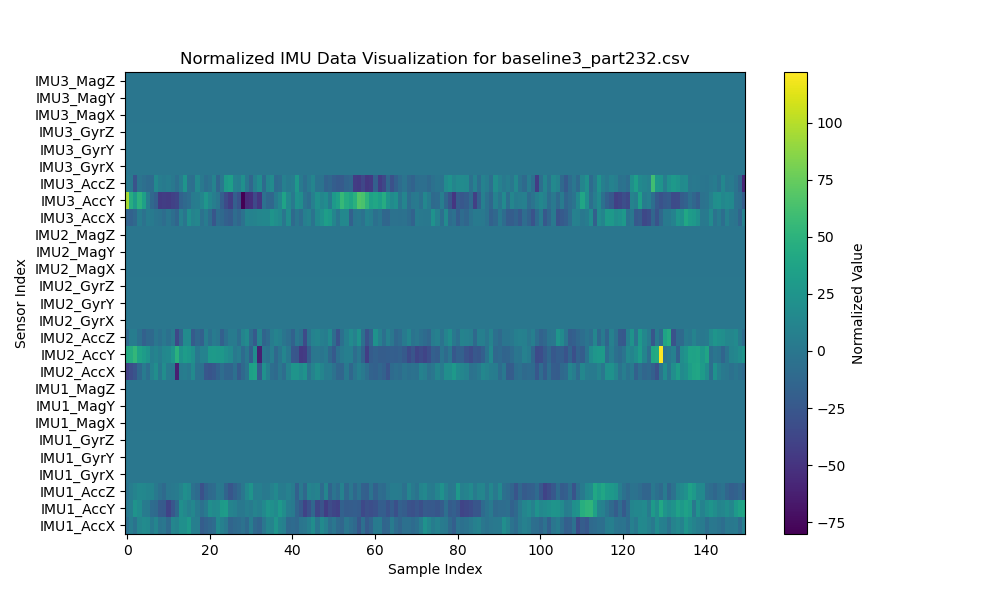 Normalized IMU Data Visualization for baseline3_part232.csv
IMU3_MagZ
IMU3_MagY
IMU3_MagX
IMU3_GyrZ
IMU3_GyrY
IMU3_GyrX
IMU3_AccZ
IMU3_AccY
IMU3_AccX
IMU2_MagZ
IMU2_MagY
IMU2_MagX
IMU2_GyrZ
IMU2_GyrY
IMU2_GyrX
IMU2_AccZ
IMU2_AccY
IMU2_AccX
IMU1_MagZ
IMU1_MagY
IMU1_MagX
IMU1_GyrZ
IMU1_GyrY
IMU1_GyrX
IMU1_AccZ
IMU1_AccY
IMU1_AccX
Sensor Index
0 20 40 60 80 100 120 140
Sample Index
100
75
50
25
0
−25
−50
−75
Normalized Value